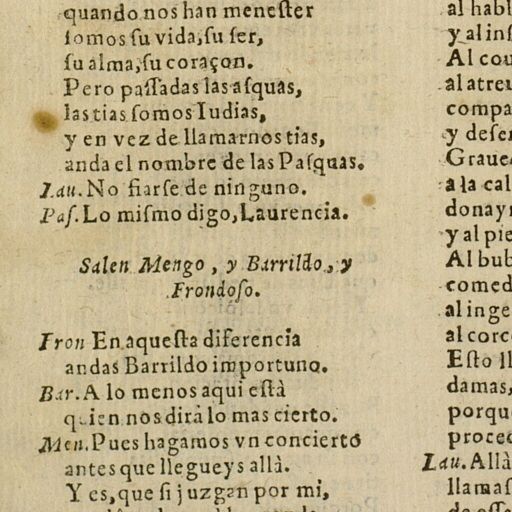 quando nos han menester
somos su vida, su ser,
su alma, su coraçon.
Pero passadas las asquas,
las tias somos Iudias,
y en vez de llamarnos tias,
anda el nombre de las Pasquas.
Lau. No fiarse de ninguno.
Pas. Lo mismo digo, Laurencia.
Salen Mengo, y Barrildo, y
Frondoso.
Fron En aquesta diferencia
andas Barrildo importuno.
Bar. A lo menos aqui està
quien nos dirà lo mas cierto.
Men. Pues hagamos vn concierto
antes que llegueys allà.
Y es, que si juzgan por mi,
al habl
y al ins
Al cou
al atreu
compa
y deser
Graue
a la cal
donayr
y al pie
Al bub
comed
al inge
al corc
Esto ll
damas,
porqu
proced
Lau. Allà
llamas